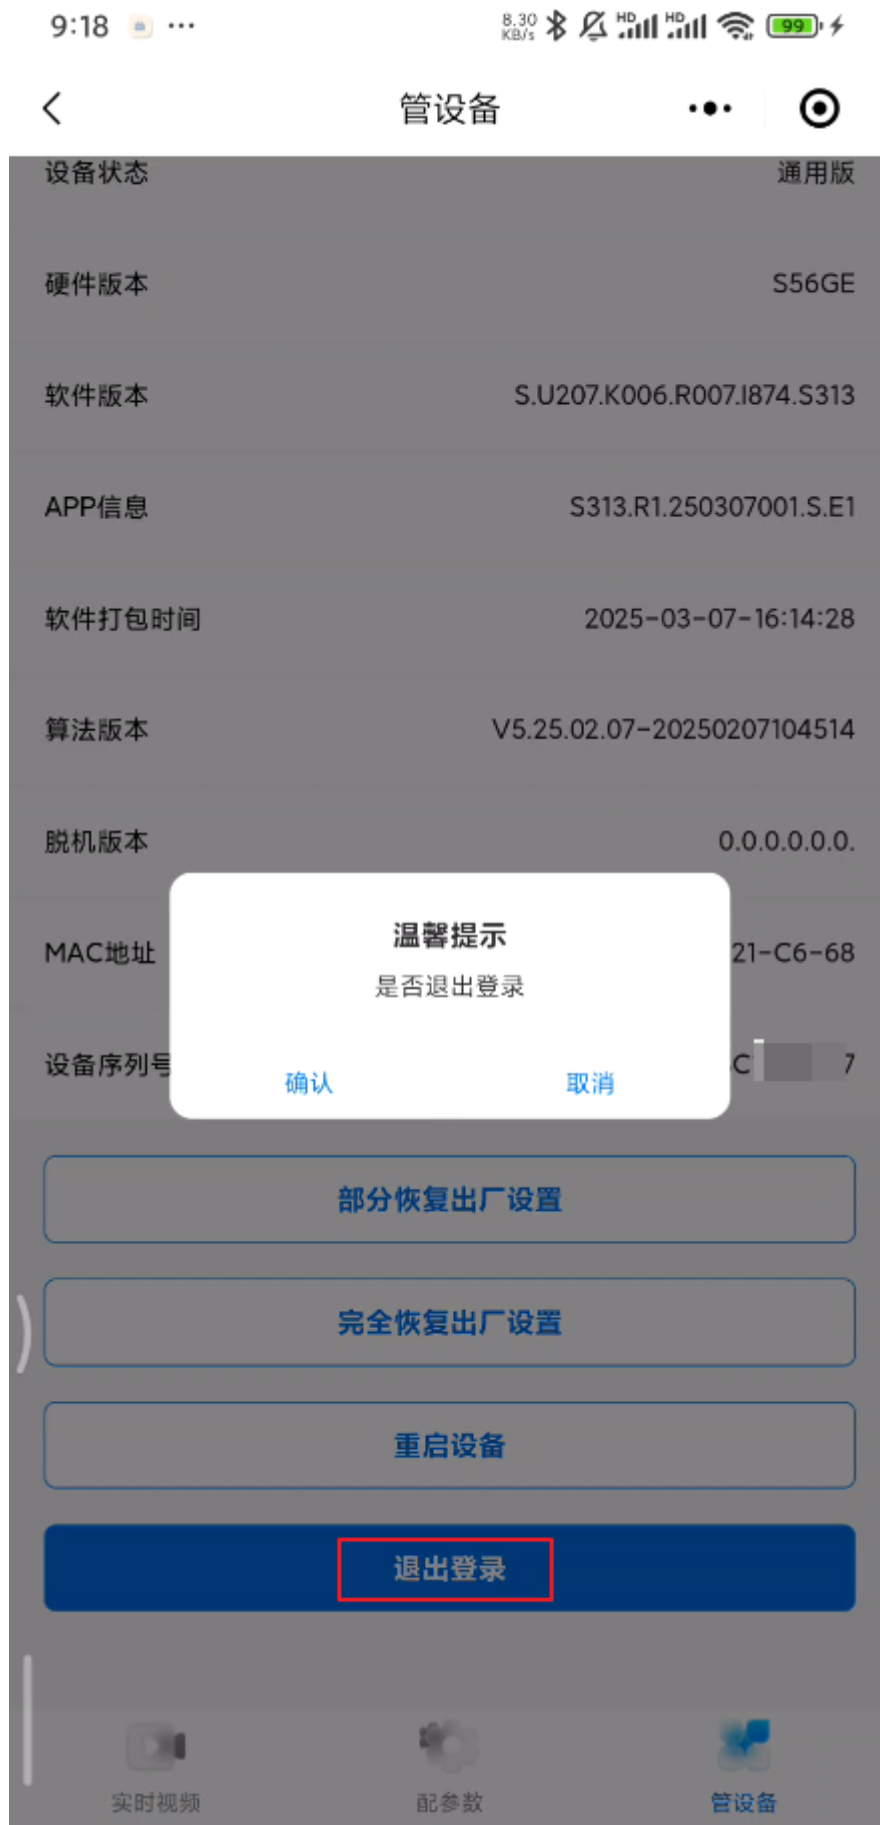 9:18 ··· 8.30 KB/s HD HD 99
管设备
设备状态 通用版
硬件版本 S56GE
软件版本 S.U207.K006.R007.I874.S313
APP信息 S313.R1.250307001.S.E1
软件打包时间 2025-03-07-16:14:28
算法版本 V5.25.02.07-20250207104514
脱机版本 0.0.0.0.0.0.
温馨提示
MAC地址 21-C6-68
是否退出登录
设备序列号 C 7
确认 取消
部分恢复出厂设置
完全恢复出厂设置
重启设备
退出登录
实时视频 配参数 管设备